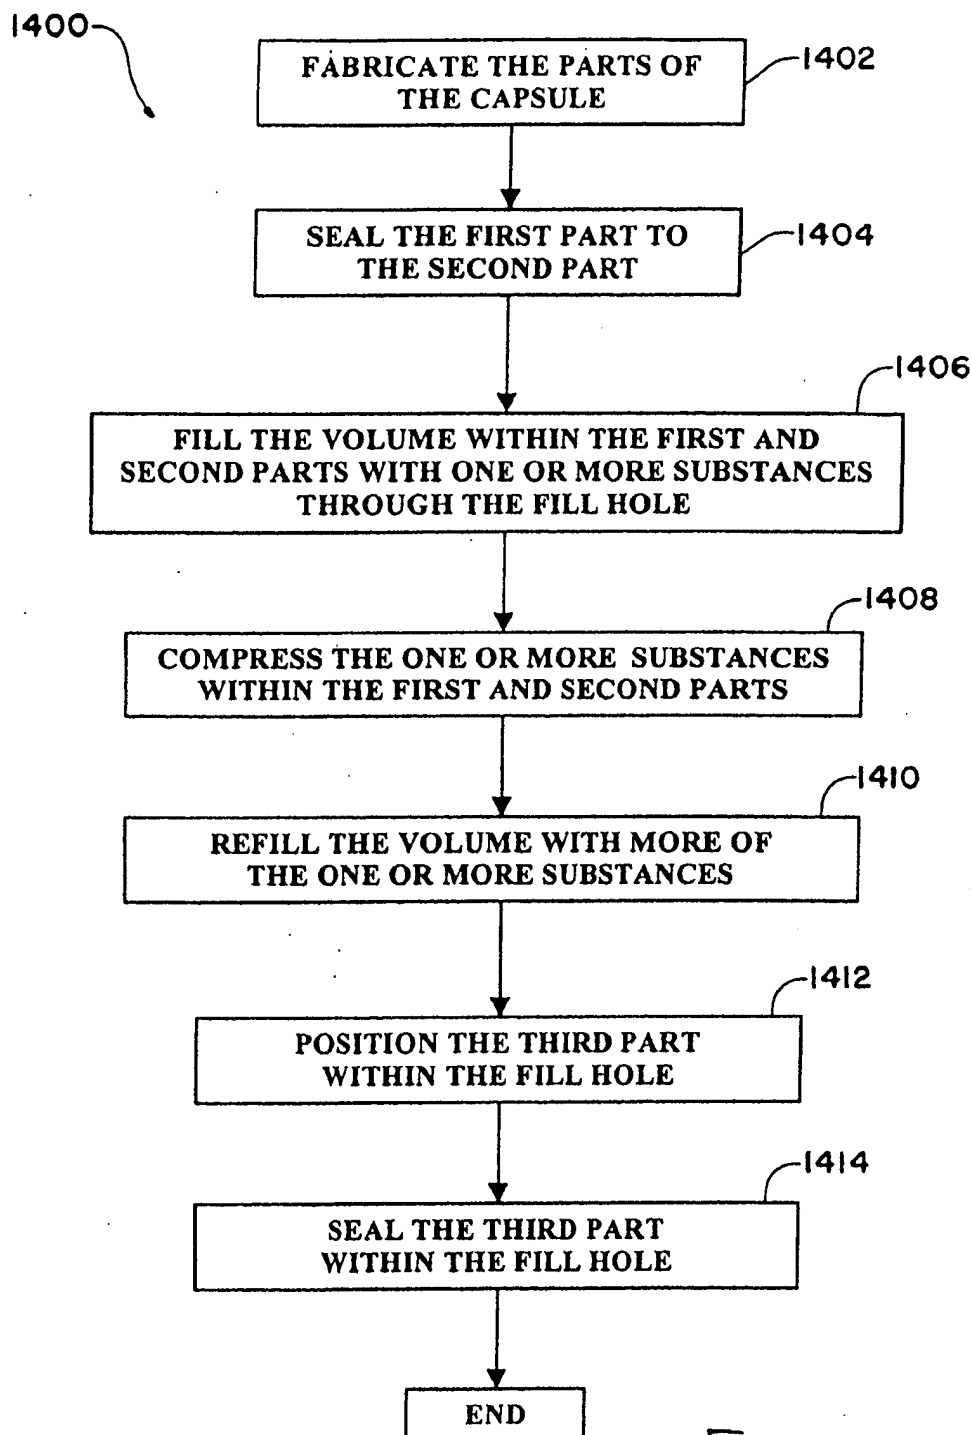 1400
FABRICATE THE PARTS OF
THE CAPSULE
1402
SEAL THE FIRST PART TO
THE SECOND PART
1404
1406
FILL THE VOLUME WITHIN THE FIRST AND
SECOND PARTS WITH ONE OR MORE SUBSTANCES
THROUGH THE FILL HOLE
1408
COMPRESS THE ONE OR MORE SUBSTANCES
WITHIN THE FIRST AND SECOND PARTS
1410
REFILL THE VOLUME WITH MORE OF
THE ONE OR MORE SUBSTANCES
1412
POSITION THE THIRD PART
WITHIN THE FILL HOLE
1414
SEAL THE THIRD PART
WITHIN THE FILL HOLE
END